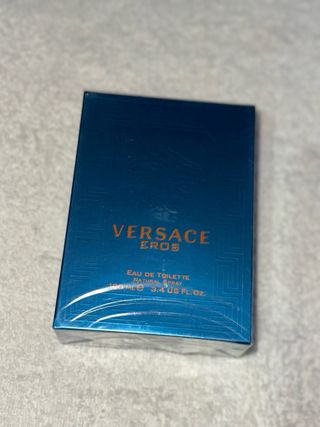 VERSACE
EROS
EAU DE TOILETTE
NATURAL SPRAY
100 ML ℮ 3.4 US FL.OZ.